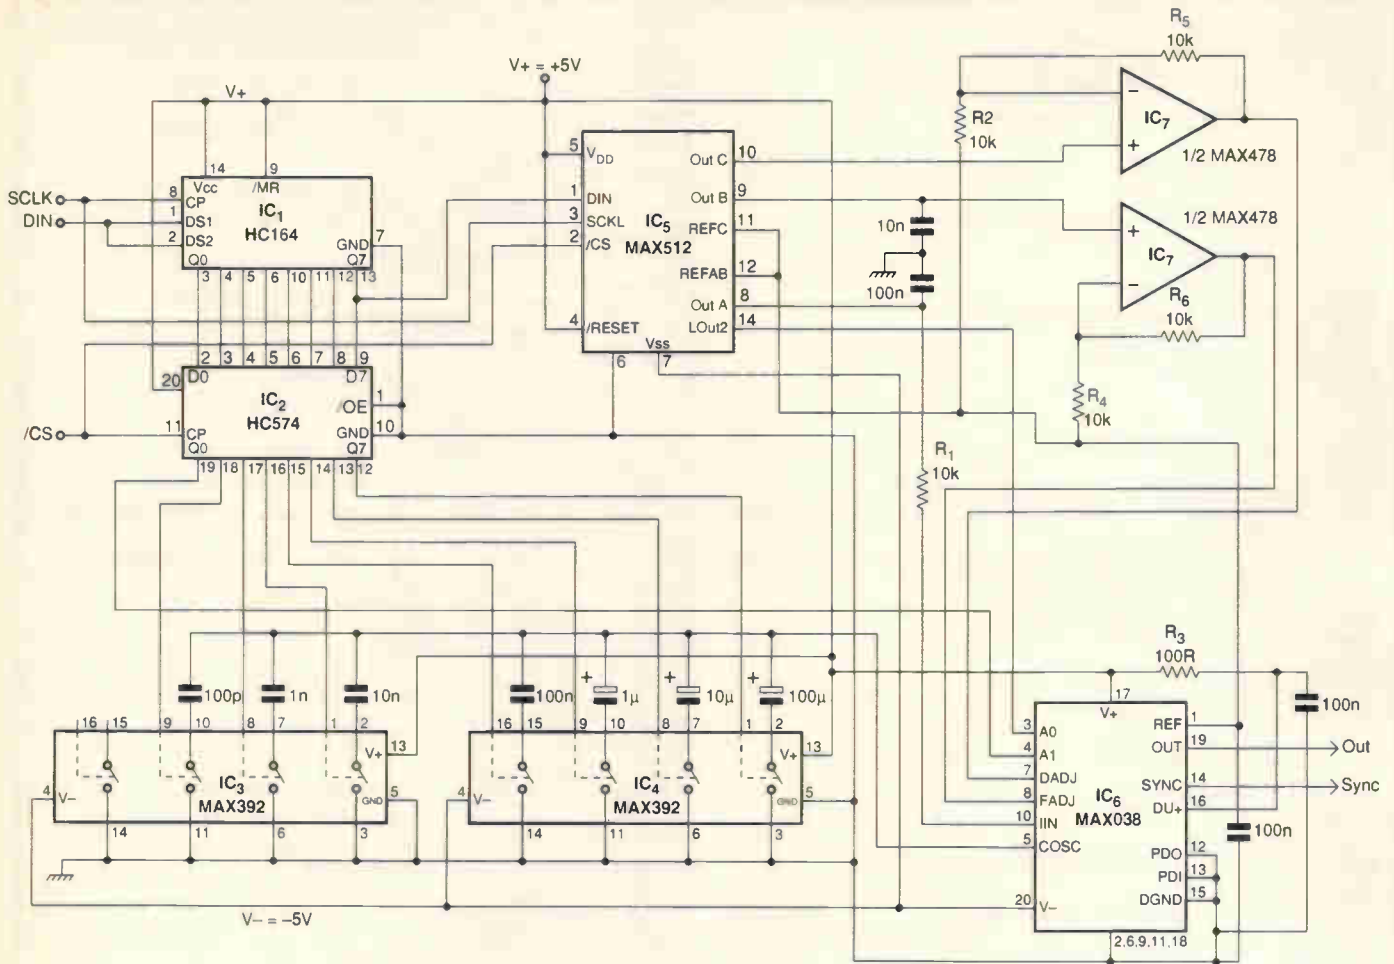 V+ = +5V
V+
SCLK
DIN
/CS
14
9
Vcc
/MR
8
CP
1
DS1
2
DS2
IC1
HC164
GND
7
Q0
Q7
3
4
5
6
10
11
12
13
2
3
4
5
6
7
8
9
20
D0
D7
IC2
HC574
/OE
1
GND
10
11
CP
Q0
Q7
19
18
17
16
15
14
13
12
5
VDD
1
DIN
3
SCKL
2
/CS
4
/RESET
IC5
MAX512
Out C
10
Out B
9
REFC
11
REFAB
12
Out A
8
LOut2
14
Vss
6
7
10n
100n
R5
10k
R2
10k
−
IC7
+
1/2 MAX478
1/2 MAX478
+
IC7
−
R6
10k
R4
10k
R1
10k
100p
1n
10n
100n
+
1µ
+
10µ
+
100µ
16
15
9
10
8
7
1
2
V+
13
4
V−
IC3
MAX392
GND
5
14
11
6
3
16
15
9
10
8
7
1
2
V+
13
4
V−
IC4
MAX392
GND
5
14
11
6
3
V− = −5V
R3
100R
100n
17
V+
3
A0
4
A1
7
DADJ
8
FADJ
10
IIN
5
COSC
20
V−
IC6
MAX038
REF
1
OUT
19
Out
SYNC
14
Sync
DU+
16
100n
PDO
12
PDI
13
DGND
15
2,6,9,11,18